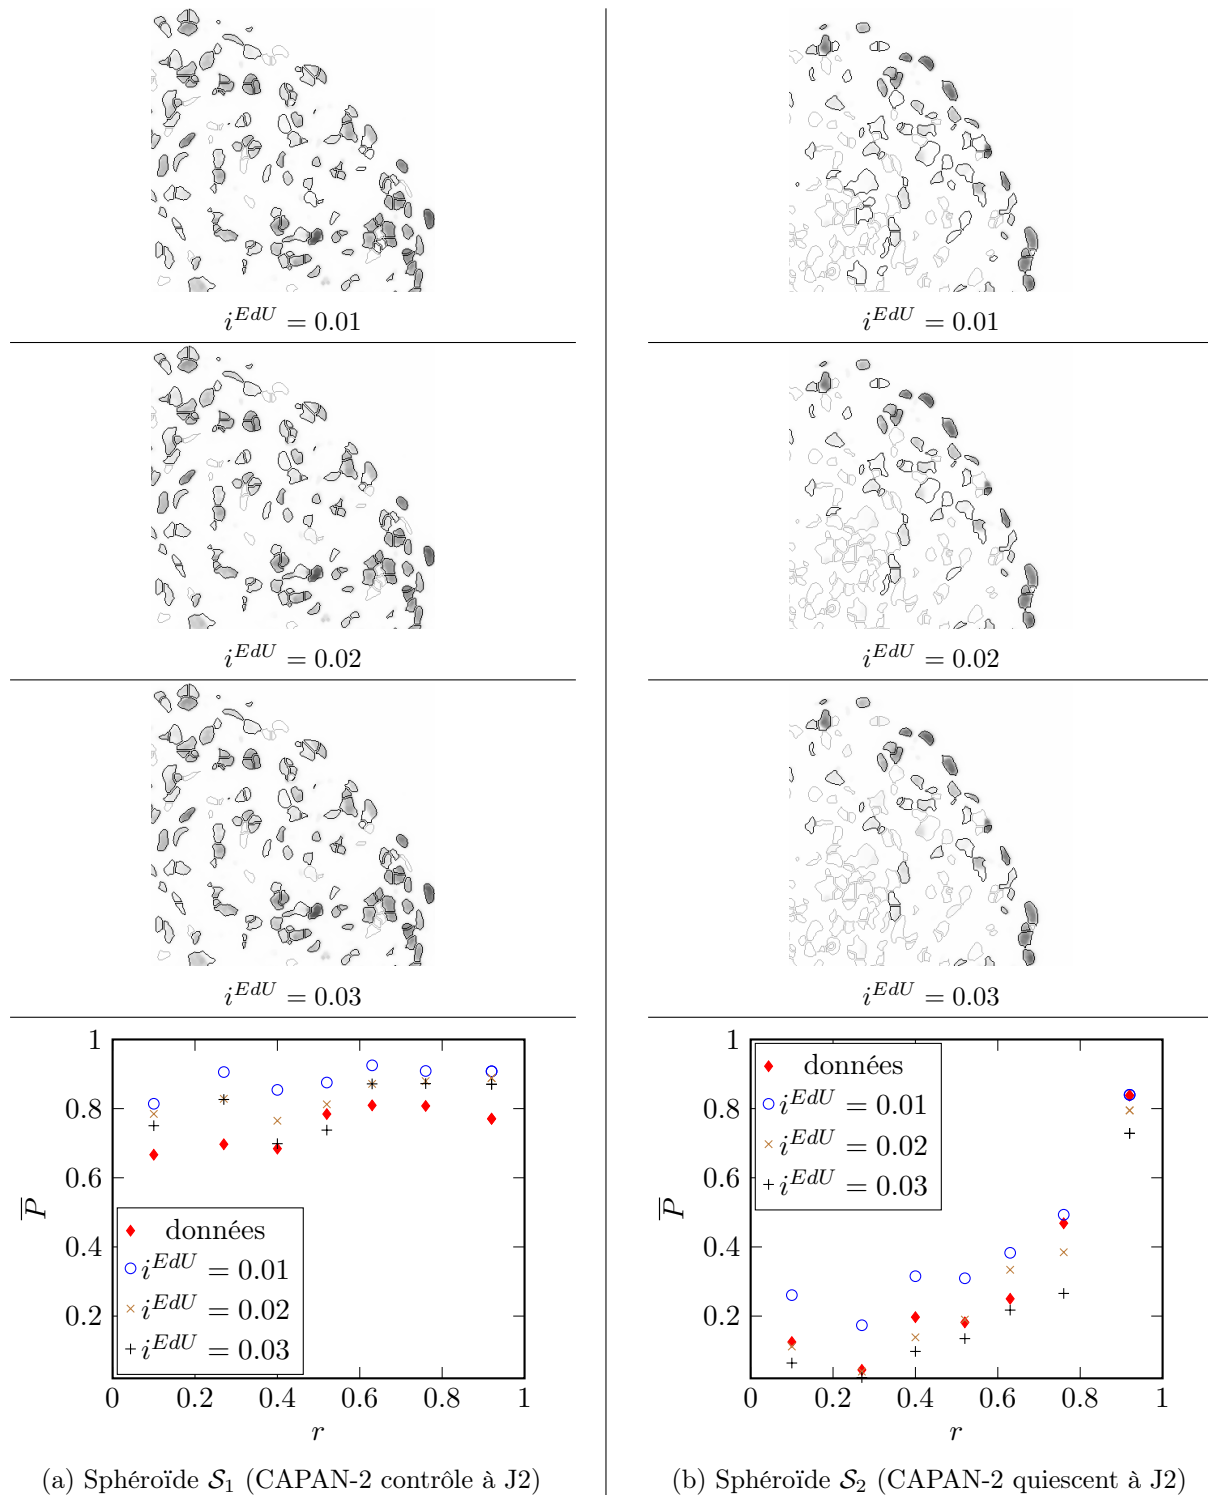 i^{EdU} = 0.01
i^{EdU} = 0.02
i^{EdU} = 0.03
1
0.8
0.6
0.4
0.2
P̅
données
i^{EdU} = 0.01
i^{EdU} = 0.02
i^{EdU} = 0.03
0 0.2 0.4 0.6 0.8 1
r
(a) Sphéroïde 𝒮₁ (CAPAN-2 contrôle à J2)
i^{EdU} = 0.01
i^{EdU} = 0.02
i^{EdU} = 0.03
1
0.8
0.6
0.4
0.2
P̅
données
i^{EdU} = 0.01
i^{EdU} = 0.02
i^{EdU} = 0.03
0 0.2 0.4 0.6 0.8 1
r
(b) Sphéroïde 𝒮₂ (CAPAN-2 quiescent à J2)